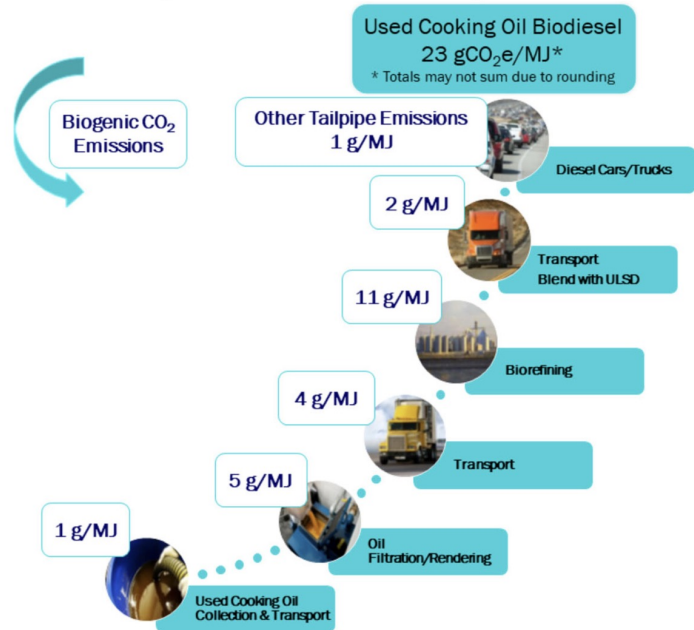 Used Cooking Oil Biodiesel
23 gCO₂e/MJ*
* Totals may not sum due to rounding
Biogenic CO₂
Emissions
Other Tailpipe Emissions
1 g/MJ
Diesel Cars/Trucks
2 g/MJ
Transport
Blend with ULSD
11 g/MJ
Biorefining
4 g/MJ
Transport
5 g/MJ
Oil
Filtration/Rendering
1 g/MJ
Used Cooking Oil
Collection & Transport